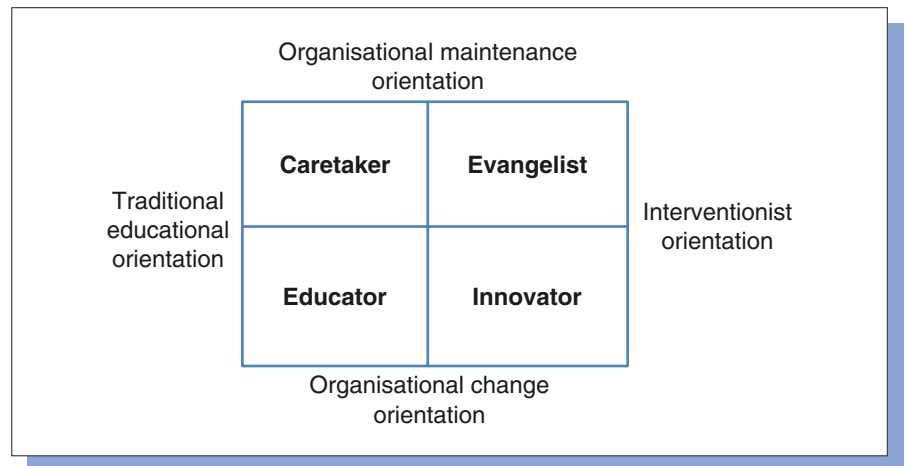 Organisational maintenance
orientation
Caretaker
Evangelist
Traditional
educational
orientation
Interventionist
orientation
Educator
Innovator
Organisational change
orientation